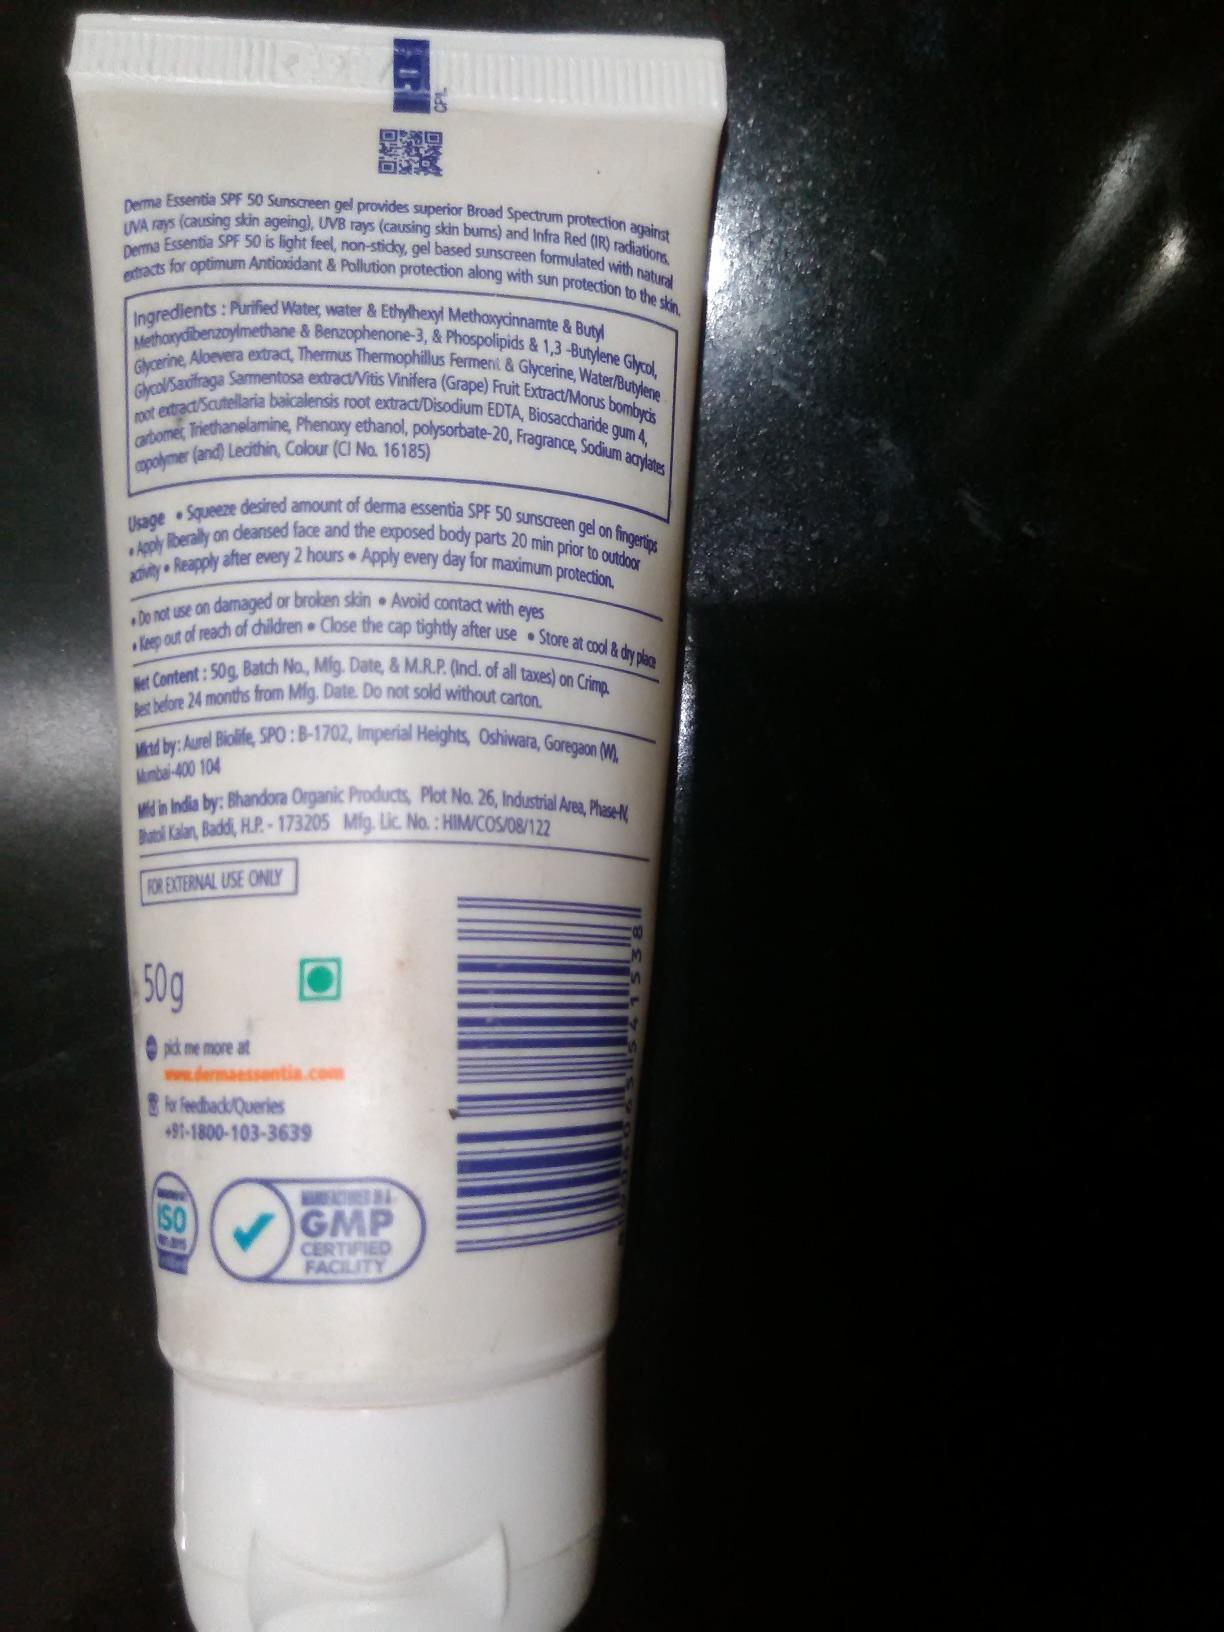 CPL
Derma Essentia SPF 50 Sunscreen gel provides superior Broad Spectrum protection against
UVA rays (causing skin ageing), UVB rays (causing skin burns) and Infra Red (IR) radiations.
Derma Essentia SPF 50 is light feel, non-sticky, gel based sunscreen formulated with natural
extracts for optimum Antioxidant & Pollution protection along with sun protection to the skin.
Ingredients : Purified Water, water & Ethylhexyl Methoxycinnamte & Butyl
Methoxydibenzoylmethane & Benzophenone-3, & Phospolipids & 1,3 -Butylene Glycol,
Glycerine, Aloevera extract, Thermus Thermophillus Ferment & Glycerine, Water/Butylene
Glycol/Saxifraga Sarmentosa extract/Vitis Vinifera (Grape) Fruit Extract/Morus bombycis
root extract/Scutellaria baicalensis root extract/Disodium EDTA, Biosaccharide gum 4,
carbomer, Triethanelamine, Phenoxy ethanol, polysorbate-20, Fragrance, Sodium acrylates
copolymer (and) Lecithin, Colour (CI No. 16185)
Usage • Squeeze desired amount of derma essentia SPF 50 sunscreen gel on fingertips
• Apply liberally on cleansed face and the exposed body parts 20 min prior to outdoor
activity • Reapply after every 2 hours • Apply every day for maximum protection.
• Do not use on damaged or broken skin • Avoid contact with eyes
• Keep out of reach of children • Close the cap tightly after use • Store at cool & dry place
Net Content : 50g, Batch No., Mfg. Date, & M.R.P. (Incl. of all taxes) on Crimp.
Best before 24 months from Mfg. Date. Do not sold without carton.
Mktd by: Aurel Biolife, SPO : B-1702, Imperial Heights, Oshiwara, Goregaon (W),
Mumbai-400 104
Mfd in India by: Bhandora Organic Products, Plot No. 26, Industrial Area, Phase-IV,
Bhatoli Kalan, Baddi, H.P. - 173205 Mfg. Lic. No. : HIM/COS/08/122
FOR EXTERNAL USE ONLY
50g
pick me more at
www.dermaessentia.com
For Feedback/Queries
+91-1800-103-3639
ISO
MANUFACTURED IN A
GMP
CERTIFIED
FACILITY